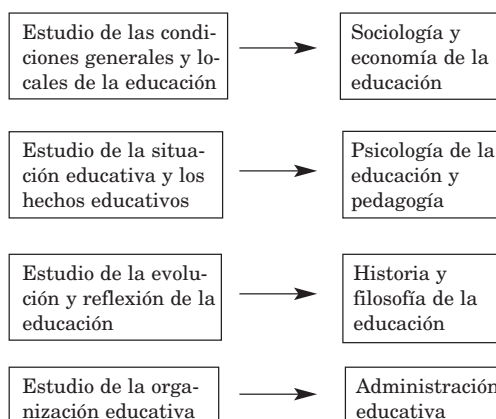 Estudio de las condi-
ciones generales y lo-
cales de la educación
Sociología y
economía de la
educación
Estudio de la situa-
ción educativa y los
hechos educativos
Psicología de la
educación y
pedagogía
Estudio de la evolu-
ción y reflexión de la
educación
Historia y
filosofía de la
educación
Estudio de la orga-
nización educativa
Administración
educativa